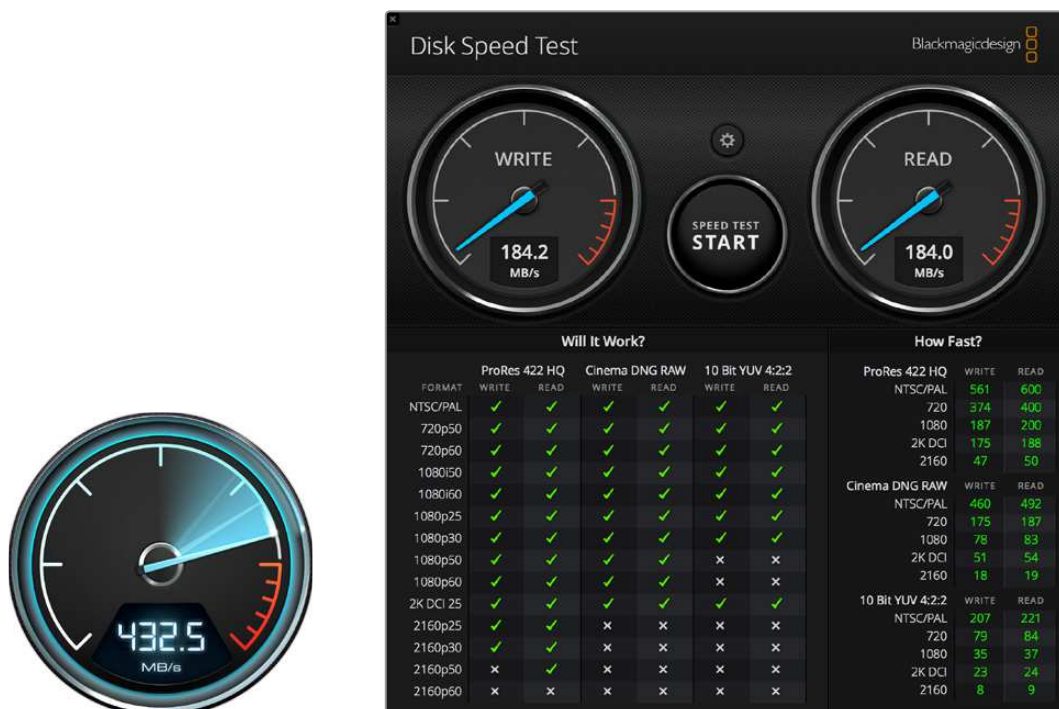 Disk Speed Test
Blackmagicdesign
WRITE
184.2
MB/s
SPEED TEST
START
READ
184.0
MB/s
432.5
MB/s
Will It Work?
ProRes 422 HQ Cinema DNG RAW 10 Bit YUV 4:2:2
FORMAT WRITE READ WRITE READ WRITE READ
NTSC/PAL ✓ ✓ ✓ ✓ ✓ ✓
720p50 ✓ ✓ ✓ ✓ ✓ ✓
720p60 ✓ ✓ ✓ ✓ ✓ ✓
1080i50 ✓ ✓ ✓ ✓ ✓ ✓
1080i60 ✓ ✓ ✓ ✓ ✓ ✓
1080p25 ✓ ✓ ✓ ✓ ✓ ✓
1080p30 ✓ ✓ ✓ ✓ ✓ ✓
1080p50 ✓ ✓ ✓ ✓ × ×
1080p60 ✓ ✓ ✓ ✓ × ×
2K DCI 25 ✓ ✓ ✓ ✓ ✓ ✓
2160p25 ✓ ✓ × × × ×
2160p30 ✓ ✓ × × × ×
2160p50 × ✓ × × × ×
2160p60 × × × × × ×
How Fast?
ProRes 422 HQ WRITE READ
NTSC/PAL 561 600
720 374 400
1080 187 200
2K DCI 175 188
2160 47 50
Cinema DNG RAW WRITE READ
NTSC/PAL 460 492
720 175 187
1080 78 83
2K DCI 51 54
2160 18 19
10 Bit YUV 4:2:2 WRITE READ
NTSC/PAL 207 221
720 79 84
1080 35 37
2K DCI 23 24
2160 8 9